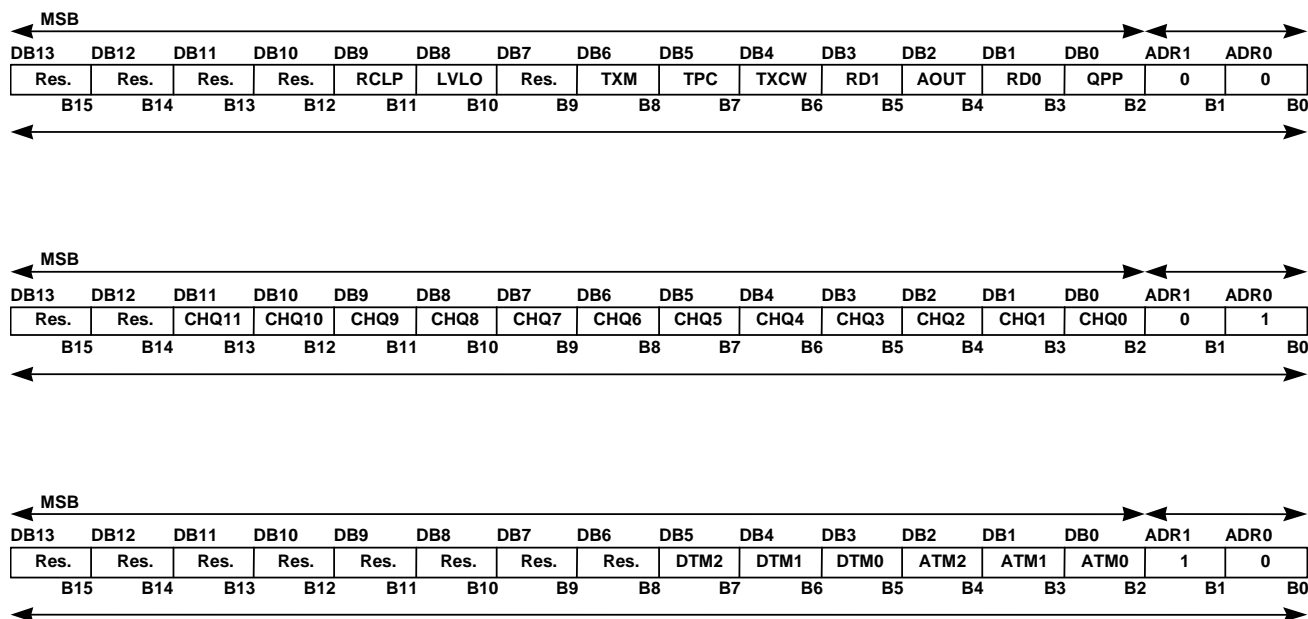 MSB
DB13 DB12 DB11 DB10 DB9 DB8 DB7 DB6 DB5 DB4 DB3 DB2 DB1 DB0 ADR1 ADR0
Res. Res. Res. Res. RCLP LVLO Res. TXM TPC TXCW RD1 AOUT RD0 QPP 0 0
B15 B14 B13 B12 B11 B10 B9 B8 B7 B6 B5 B4 B3 B2 B1 B0
MSB
DB13 DB12 DB11 DB10 DB9 DB8 DB7 DB6 DB5 DB4 DB3 DB2 DB1 DB0 ADR1 ADR0
Res. Res. CHQ11 CHQ10 CHQ9 CHQ8 CHQ7 CHQ6 CHQ5 CHQ4 CHQ3 CHQ2 CHQ1 CHQ0 0 1
B15 B14 B13 B12 B11 B10 B9 B8 B7 B6 B5 B4 B3 B2 B1 B0
MSB
DB13 DB12 DB11 DB10 DB9 DB8 DB7 DB6 DB5 DB4 DB3 DB2 DB1 DB0 ADR1 ADR0
Res. Res. Res. Res. Res. Res. Res. Res. DTM2 DTM1 DTM0 ATM2 ATM1 ATM0 1 0
B15 B14 B13 B12 B11 B10 B9 B8 B7 B6 B5 B4 B3 B2 B1 B0